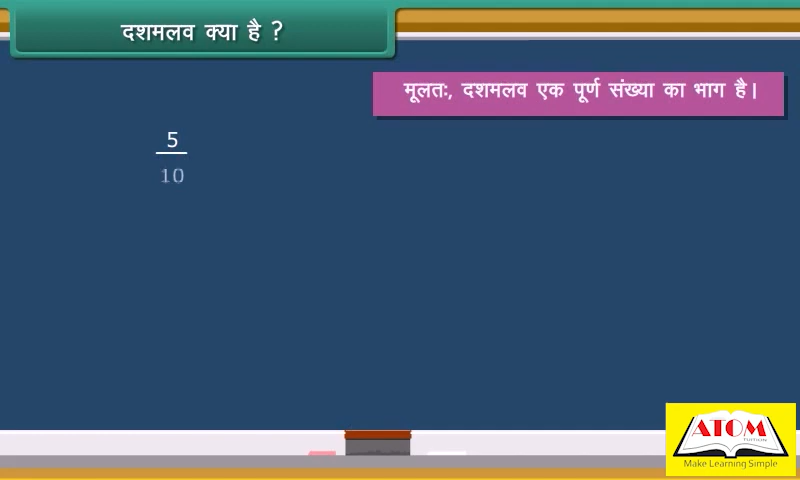 दशमलव क्या है ?
मूलतः, दशमलव एक पूर्ण संख्या का भाग है।
5
10
ATOM
TUITION
Make Learning Simple